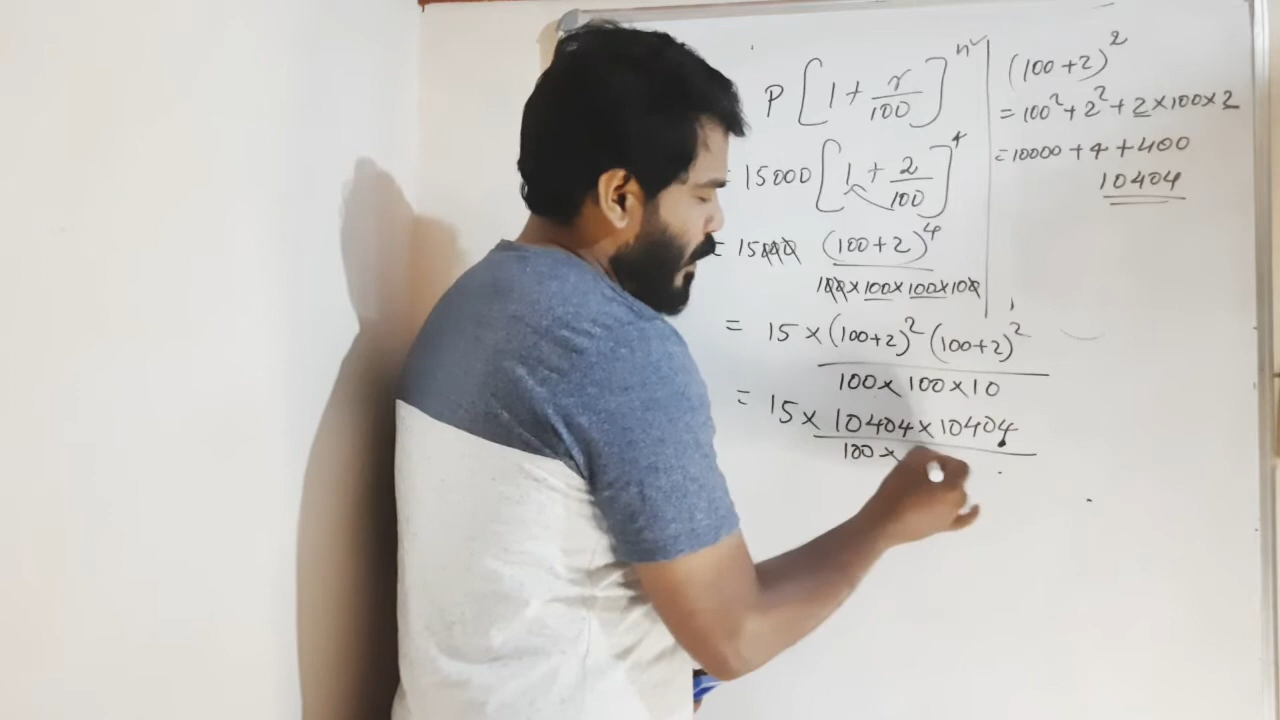 P [1 + r/100]^n
= 15000 [1 + 2/100]^4
= 15000 (100+2)^4
100×100×100×100
= 15 × (100+2)^2 (100+2)^2
100 × 100 × 10
= 15 × 10404 × 10404
100 ×
(100+2)^2
= 100^2 + 2^2 + 2×100×2
= 10000 + 4 + 400
10404